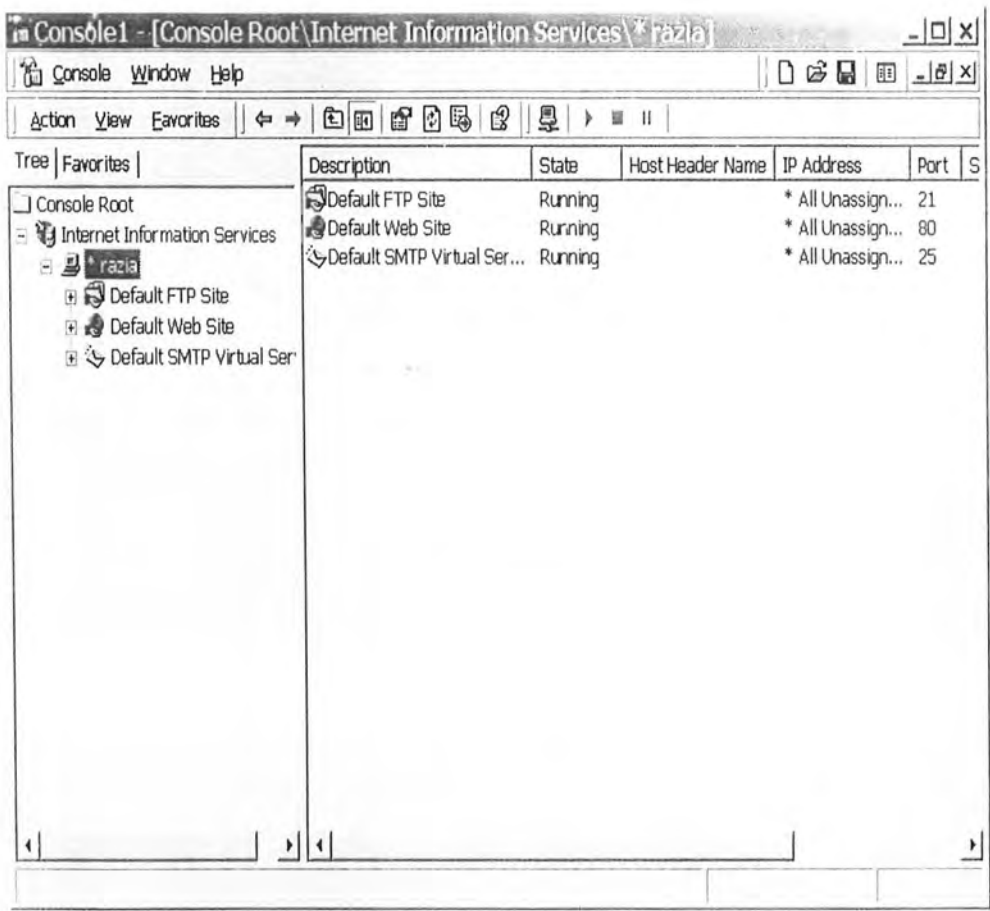 Console1 - [Console Root\Internet Information Services\* razia]
Console Window Help
Action View Favorites
Tree Favorites
Description State Host Header Name IP Address Port S
Console Root
Internet Information Services
* razia
Default FTP Site
Default Web Site
Default SMTP Virtual Ser
Default FTP Site Running * All Unassign... 21
Default Web Site Running * All Unassign... 80
Default SMTP Virtual Ser... Running * All Unassign... 25